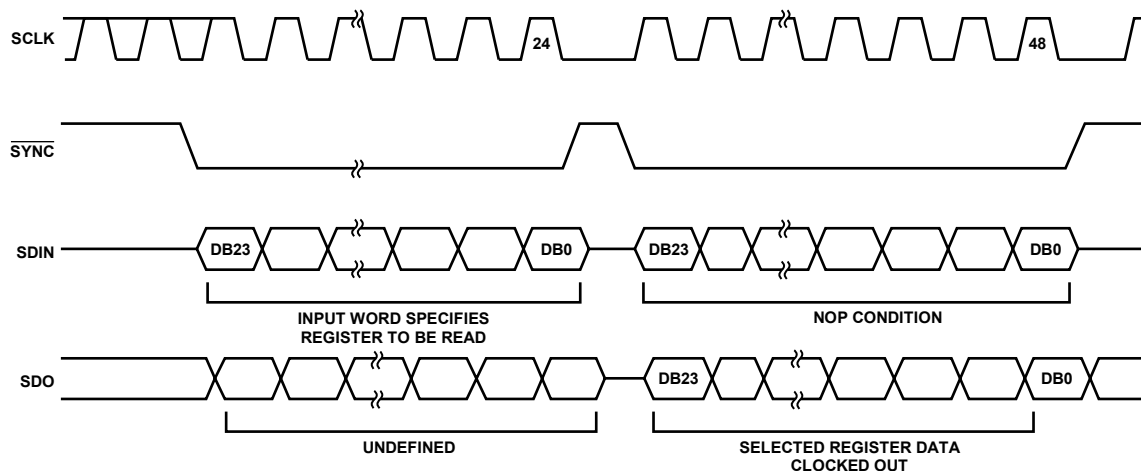 SCLK
24
48
SYNC
SDIN
DB23
DB0
DB23
DB0
INPUT WORD SPECIFIES
REGISTER TO BE READ
NOP CONDITION
SDO
DB23
DB0
UNDEFINED
SELECTED REGISTER DATA
CLOCKED OUT